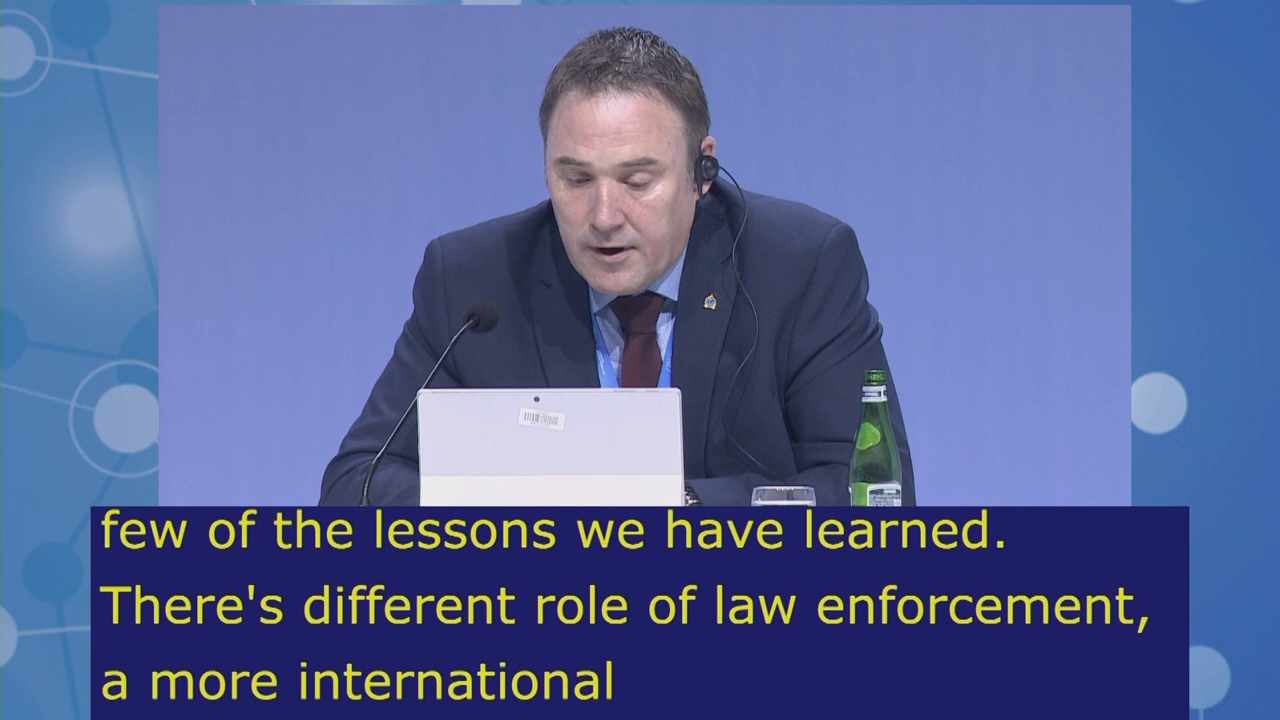 few of the lessons we have learned.
There's different role of law enforcement,
a more international